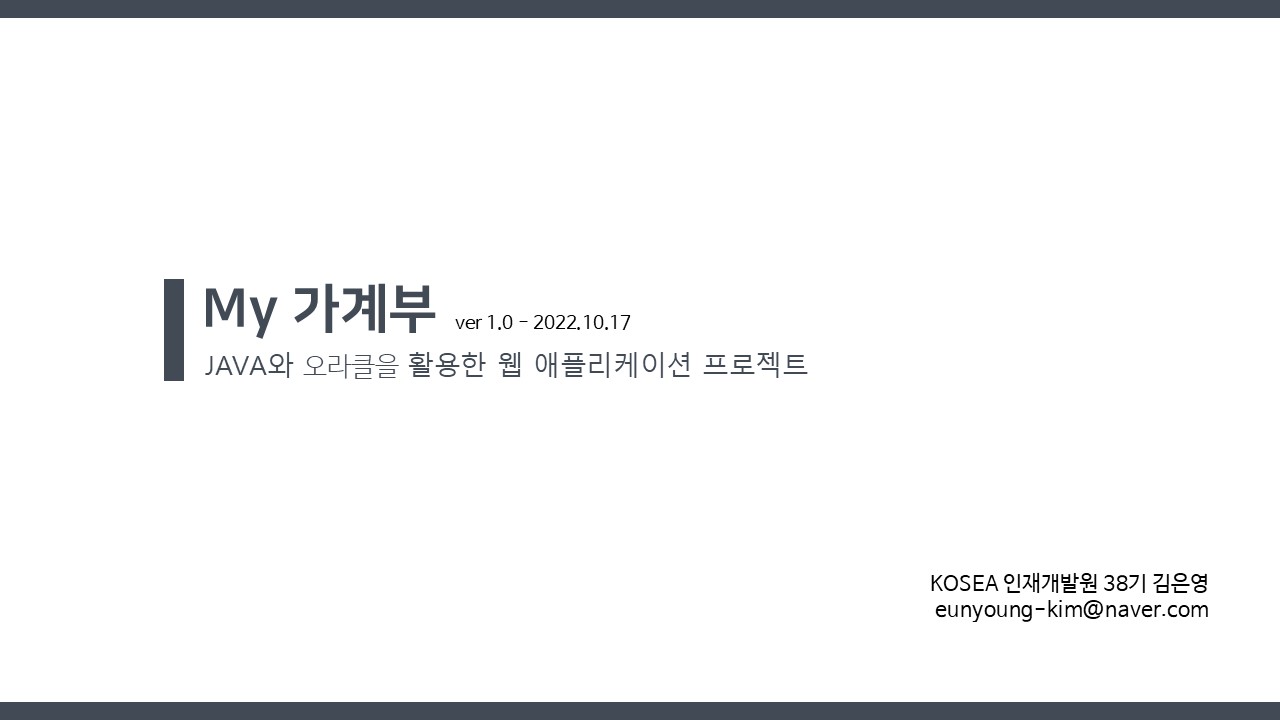 My 가계부 ver 1.0 - 2022.10.17
JAVA와 오라클을 활용한 웹 애플리케이션 프로젝트
KOSEA 인재개발원 38기 김은영
eunyoung-kim@naver.com